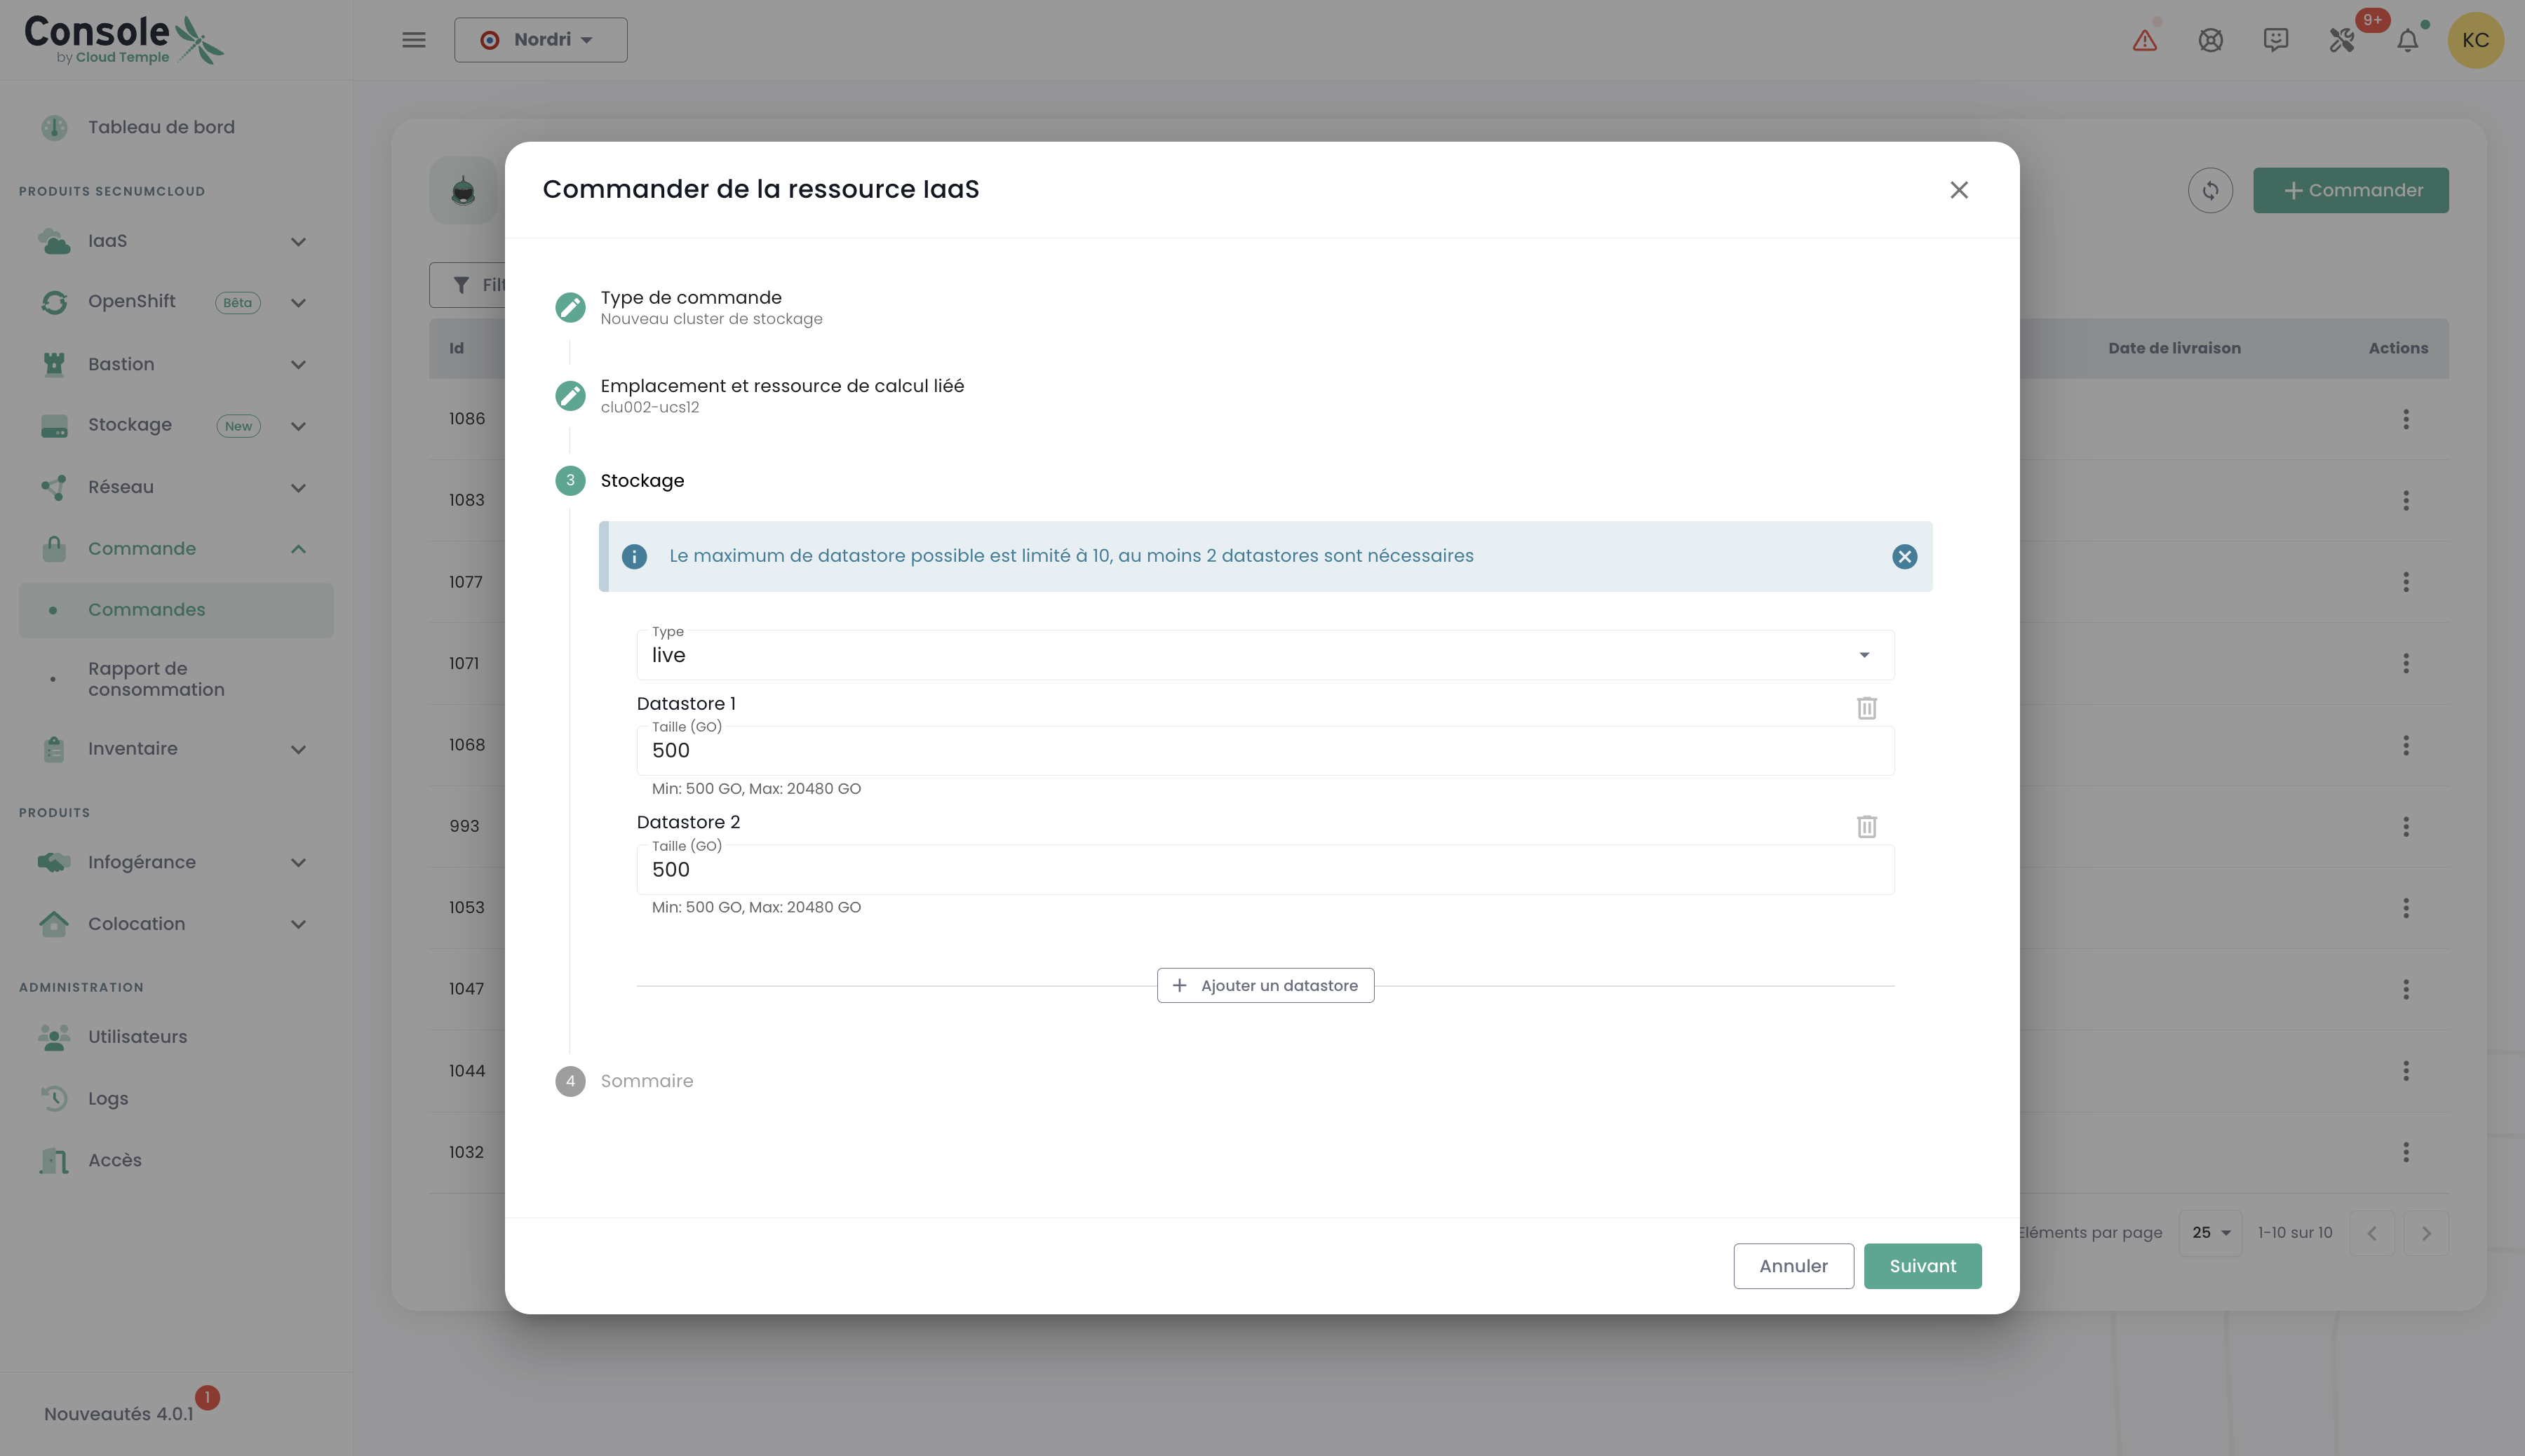 Console
by Cloud Temple
Nordri
9+
KC
Tableau de bord
PRODUITS SECNUMCLOUD
IaaS
OpenShift Bêta
Bastion
Stockage New
Réseau
Commande
Commandes
Rapport de
consommation
Inventaire
PRODUITS
Infogérance
Colocation
ADMINISTRATION
Utilisateurs
Logs
Accès
Nouveautés 4.0.1
1
+ Commander
Id
Date de livraison
Actions
1086
1083
1077
1071
1068
993
1053
1047
1044
1032
Commander de la ressource IaaS
Type de commande
Nouveau cluster de stockage
Emplacement et ressource de calcul liéé
clu002-ucs12
3 Stockage
Le maximum de datastore possible est limité à 10, au moins 2 datastores sont nécessaires
Type
live
Datastore 1
Taille (GO)
500
Min: 500 GO, Max: 20480 GO
Datastore 2
Taille (GO)
500
Min: 500 GO, Max: 20480 GO
+ Ajouter un datastore
4 Sommaire
Annuler
Suivant
Eléments par page
25
1-10 sur 10